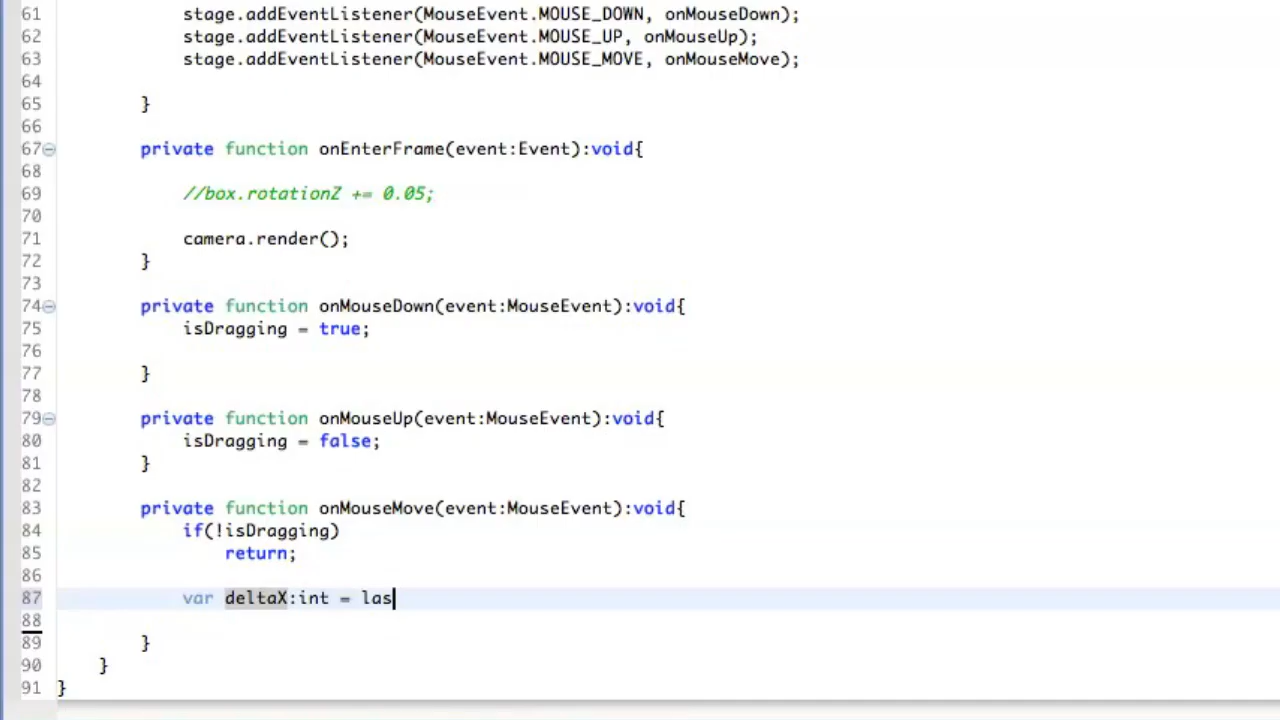 61 stage.addEventListener(MouseEvent.MOUSE_DOWN, onMouseDown);
62 stage.addEventListener(MouseEvent.MOUSE_UP, onMouseUp);
63 stage.addEventListener(MouseEvent.MOUSE_MOVE, onMouseMove);
64
65 }
66
67 private function onEnterFrame(event:Event):void{
68
69 //box.rotationZ += 0.05;
70
71 camera.render();
72 }
73
74 private function onMouseDown(event:MouseEvent):void{
75 isDragging = true;
76
77 }
78
79 private function onMouseUp(event:MouseEvent):void{
80 isDragging = false;
81 }
82
83 private function onMouseMove(event:MouseEvent):void{
84 if(!isDragging)
85 return;
86
87 var deltaX:int = las
88
89 }
90 }
91 }